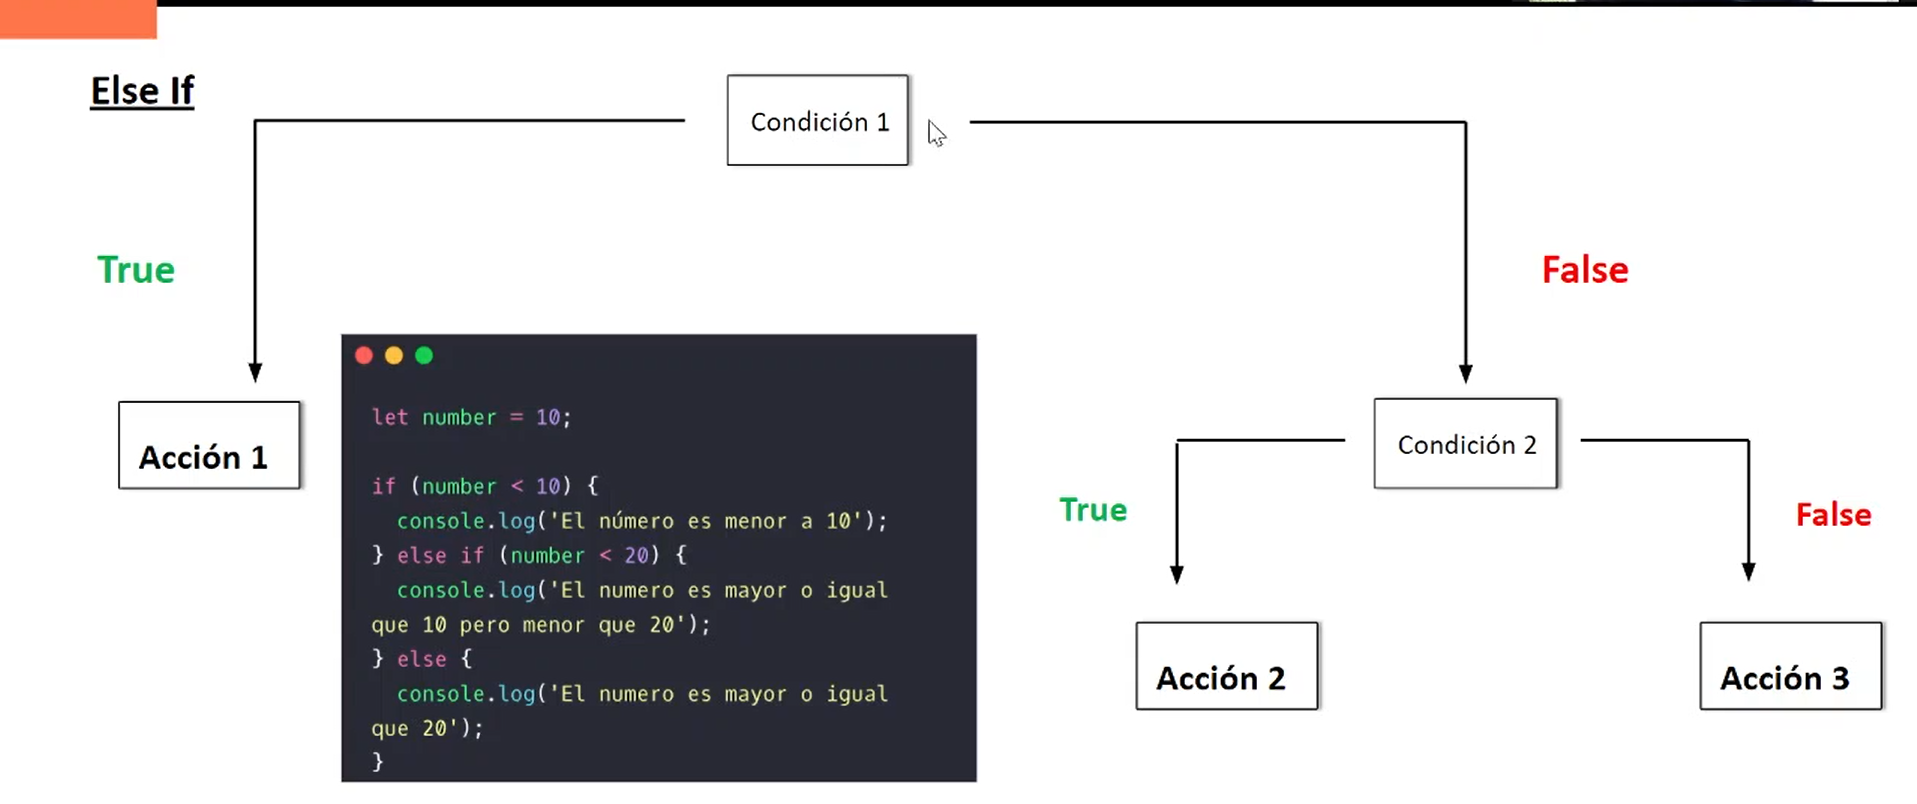 Else If
Condición 1
True
False
Acción 1
let number = 10;
if (number < 10) {
console.log('El número es menor a 10');
} else if (number < 20) {
console.log('El numero es mayor o igual
que 10 pero menor que 20');
} else {
console.log('El numero es mayor o igual
que 20');
}
Condición 2
True
False
Acción 2
Acción 3